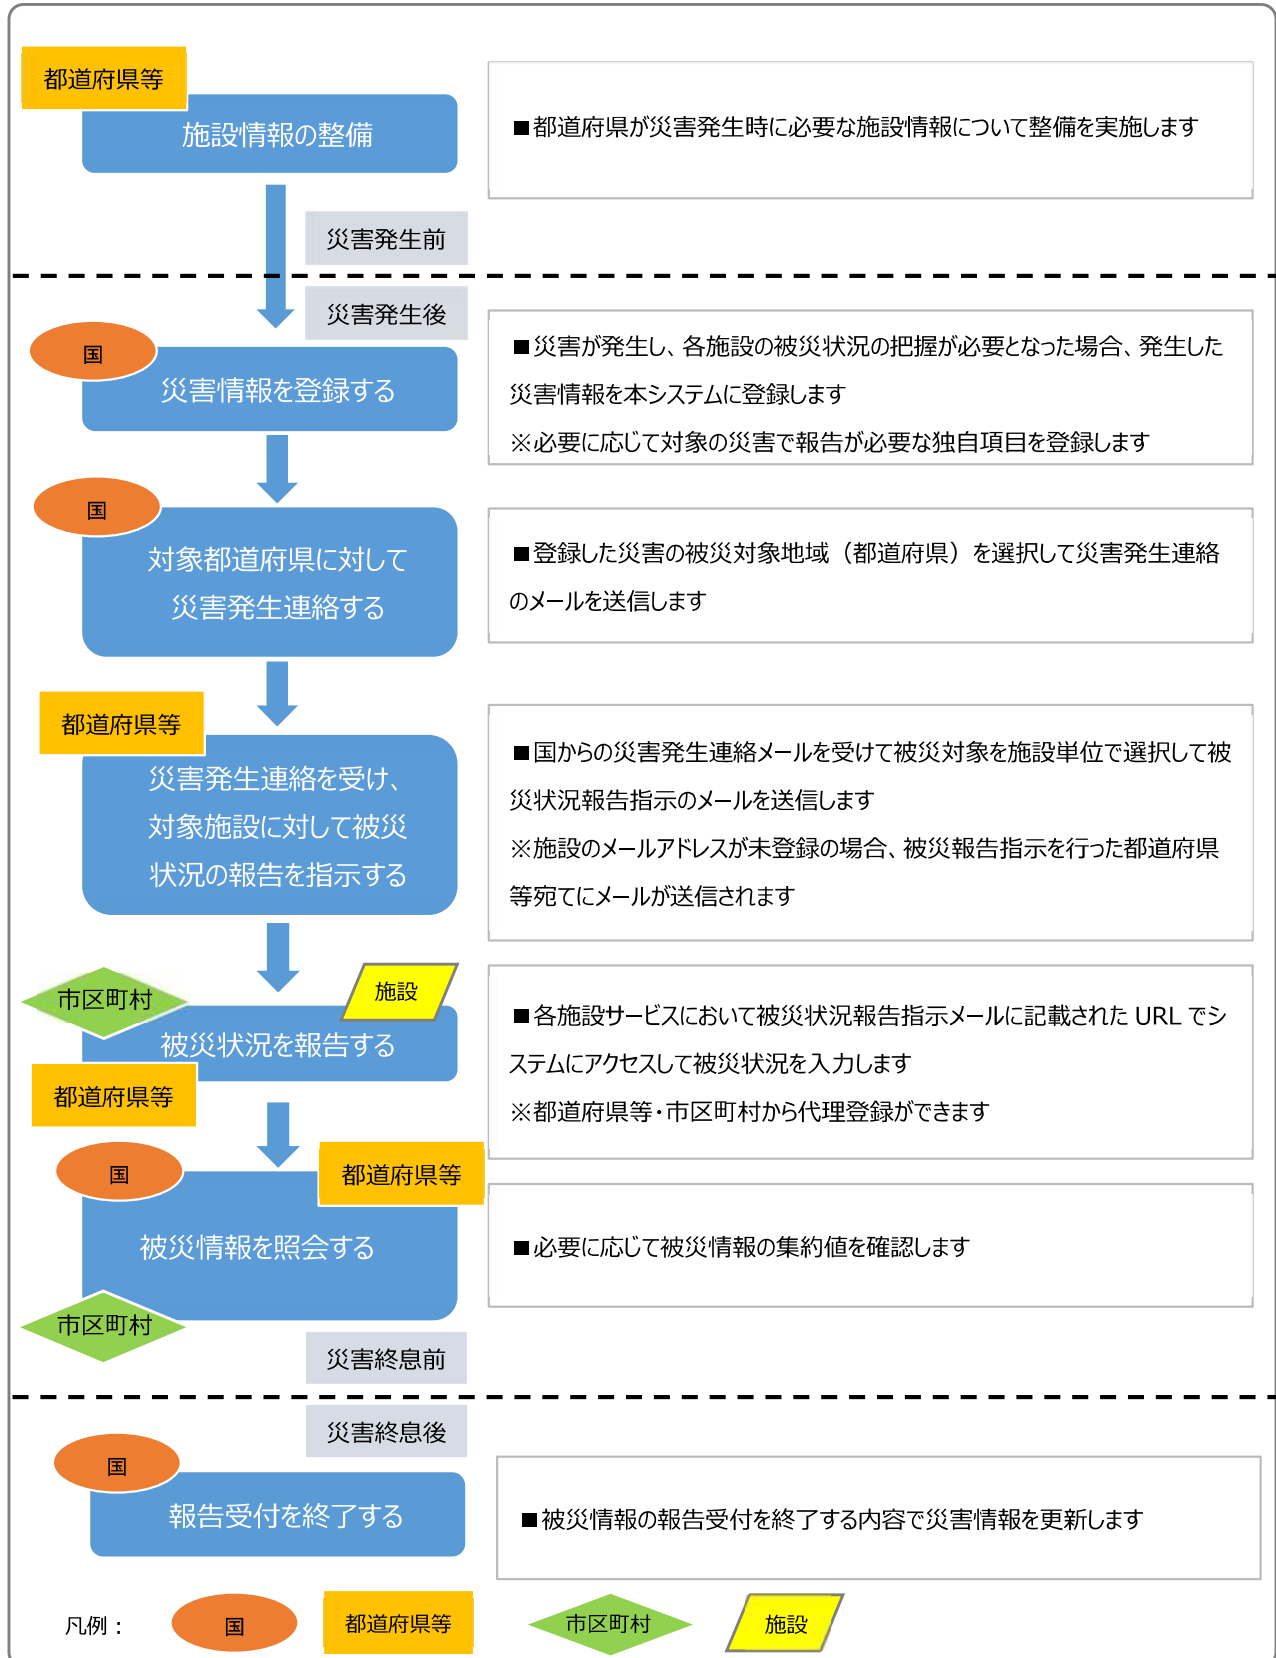 都道府県等
施設情報の整備
■都道府県が災害発生時に必要な施設情報について整備を実施します
災害発生前
災害発生後
国
災害情報を登録する
■災害が発生し、各施設の被災状況の把握が必要となった場合、発生した
災害情報を本システムに登録します
※必要に応じて対象の災害で報告が必要な独自項目を登録します
国
対象都道府県に対して
災害発生連絡する
■登録した災害の被災対象地域（都道府県）を選択して災害発生連絡
のメールを送信します
都道府県等
災害発生連絡を受け、
対象施設に対して被災
状況の報告を指示する
■国からの災害発生連絡メールを受けて被災対象を施設単位で選択して被
災状況報告指示のメールを送信します
※施設のメールアドレスが未登録の場合、被災報告指示を行った都道府県
等宛てにメールが送信されます
市区町村
施設
被災状況を報告する
都道府県等
■各施設サービスにおいて被災状況報告指示メールに記載された URL でシ
ステムにアクセスして被災状況を入力します
※都道府県等・市区町村から代理登録ができます
国
都道府県等
被災情報を照会する
市区町村
■必要に応じて被災情報の集約値を確認します
災害終息前
災害終息後
国
報告受付を終了する
■被災情報の報告受付を終了する内容で災害情報を更新します
凡例：
国
都道府県等
市区町村
施設